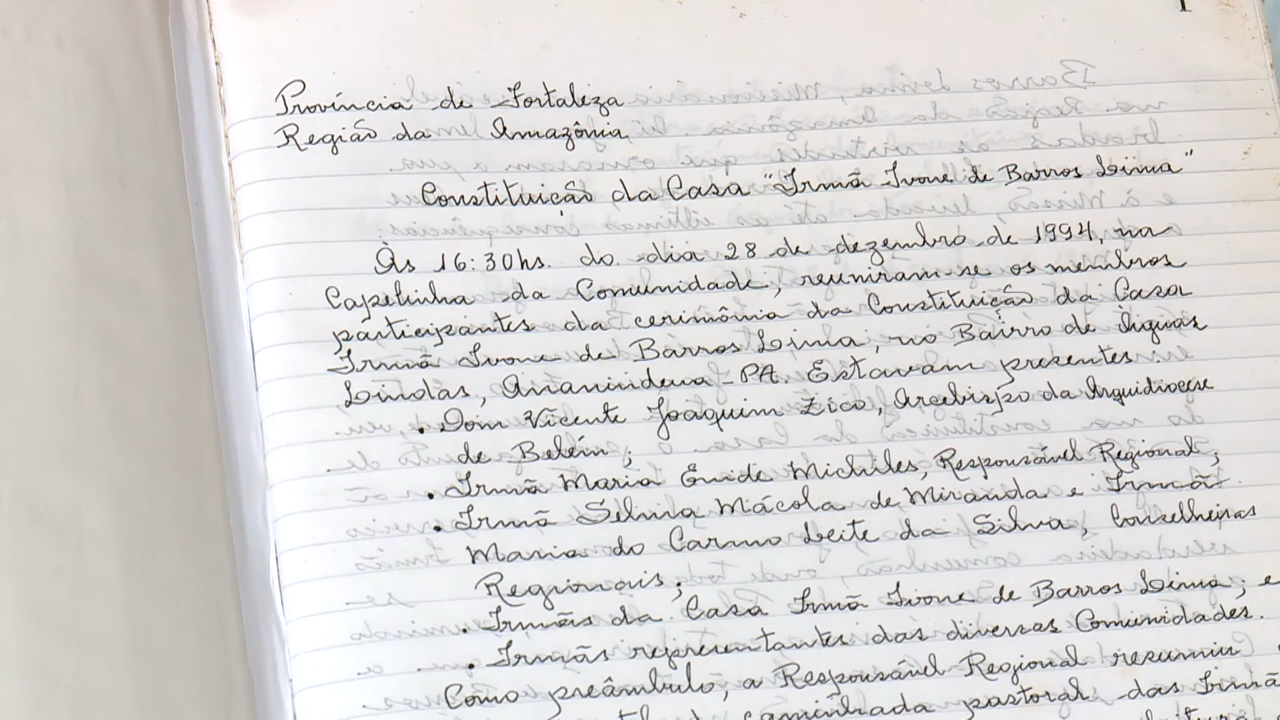 1
Província de Fortaleza
Região da Amazônia
Constituição da Casa "Irmã Ivone de Barros Lima"
Às 16:30hs. do dia 28 de dezembro de 1994, na
Capelinha da Comunidade, reuniram-se os membros
participantes da cerimônia da Constituição da Casa
Irmã Ivone de Barros Lima, no Bairro de Águas
Lindas, Ananindeua-PA. Estavam presentes:
. Dom Vicente Joaquim Zico, Arcebispo da Arquidiocese
de Belém;
. Irmã Maria Eneide Michiles, Responsável Regional;
. Irmã Selma Mácola de Miranda e Irmã
Maria do Carmo Leite da Silva, Conselheiras
Regionais;
. Irmãs da Casa Irmã Ivone de Barros Lima; e
. Irmãs representantes das diversas Comunidades.
Como preâmbulo, a Responsável Regional resumiu
caminhada pastoral das Irmã